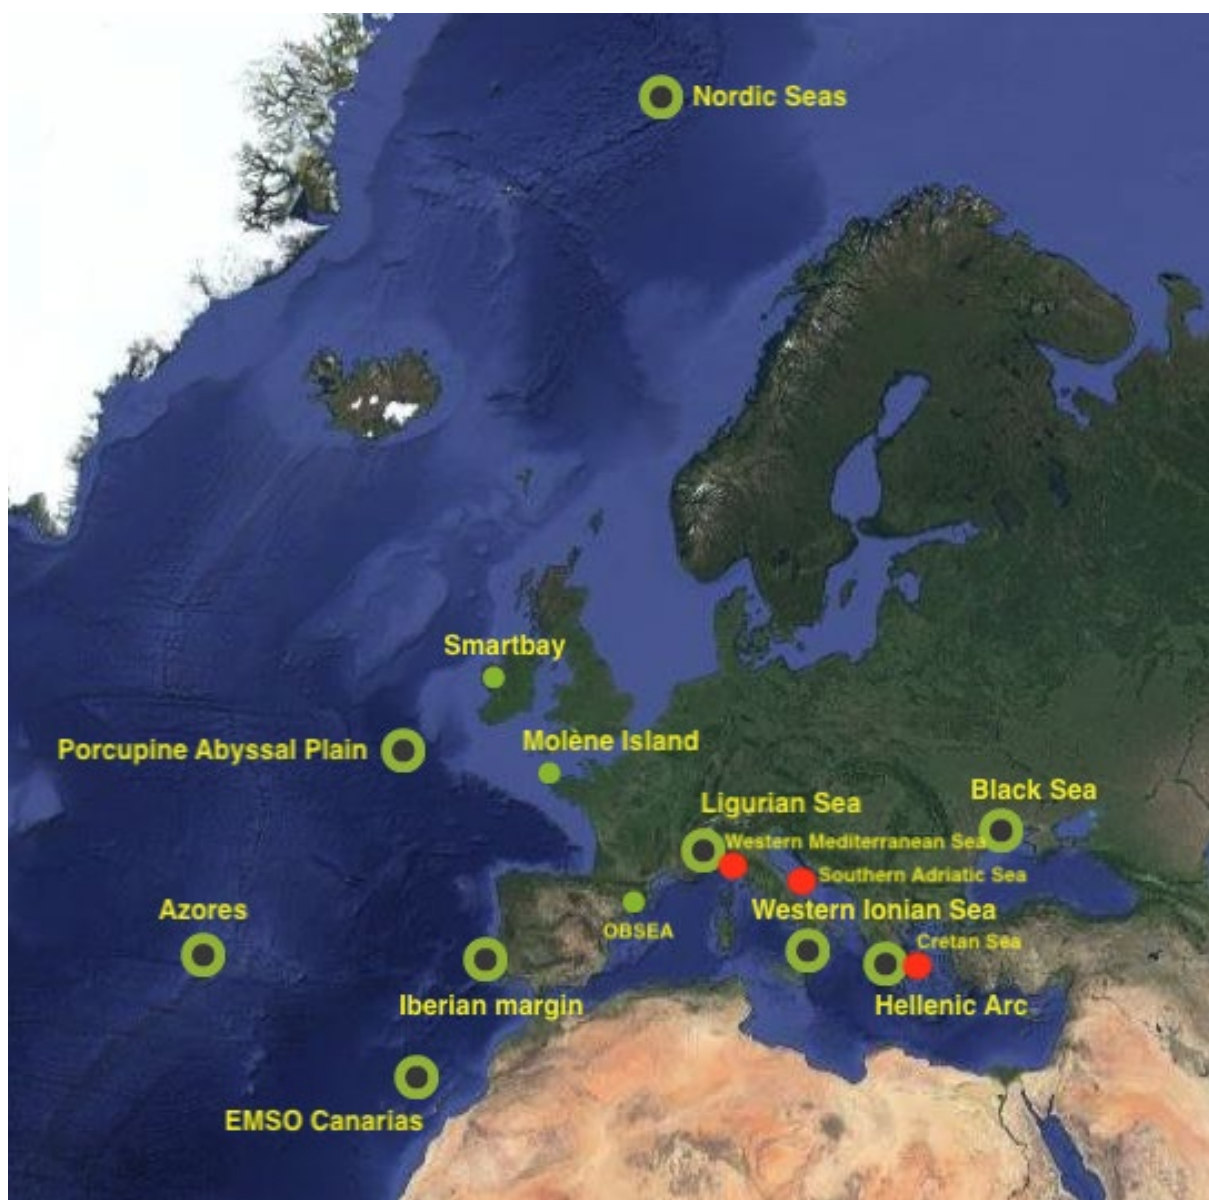 Nordic Seas
Smartbay
Molène Island
Porcupine Abyssal Plain
Black Sea
Ligurian Sea
Western Mediterranean Sea
Southern Adriatic Sea
Azores
Western Ionian Sea
OBSEA
Cretan Sea
Iberian margin
Hellenic Arc
EMSO Canarias